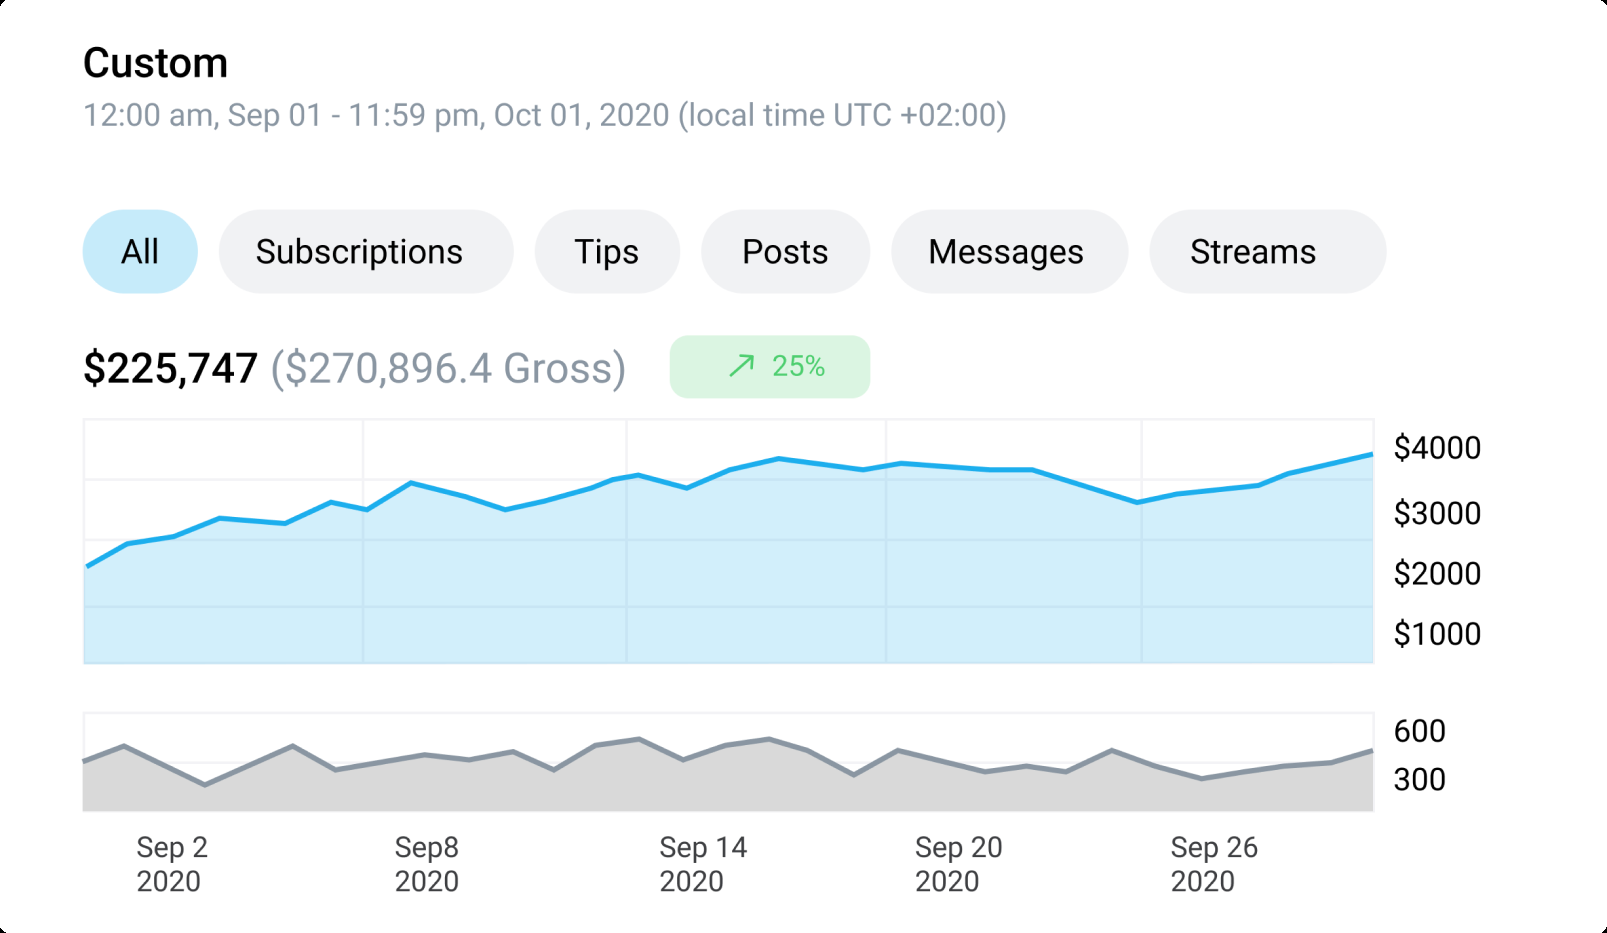 Custom
12:00 am, Sep 01 - 11:59 pm, Oct 01, 2020 (local time UTC +02:00)
All Subscriptions Tips Posts Messages Streams
$225,747 ($270,896.4 Gross) 25%
$4000
$3000
$2000
$1000
600
300
Sep 2 Sep8 Sep 14 Sep 20 Sep 26
2020 2020 2020 2020 2020